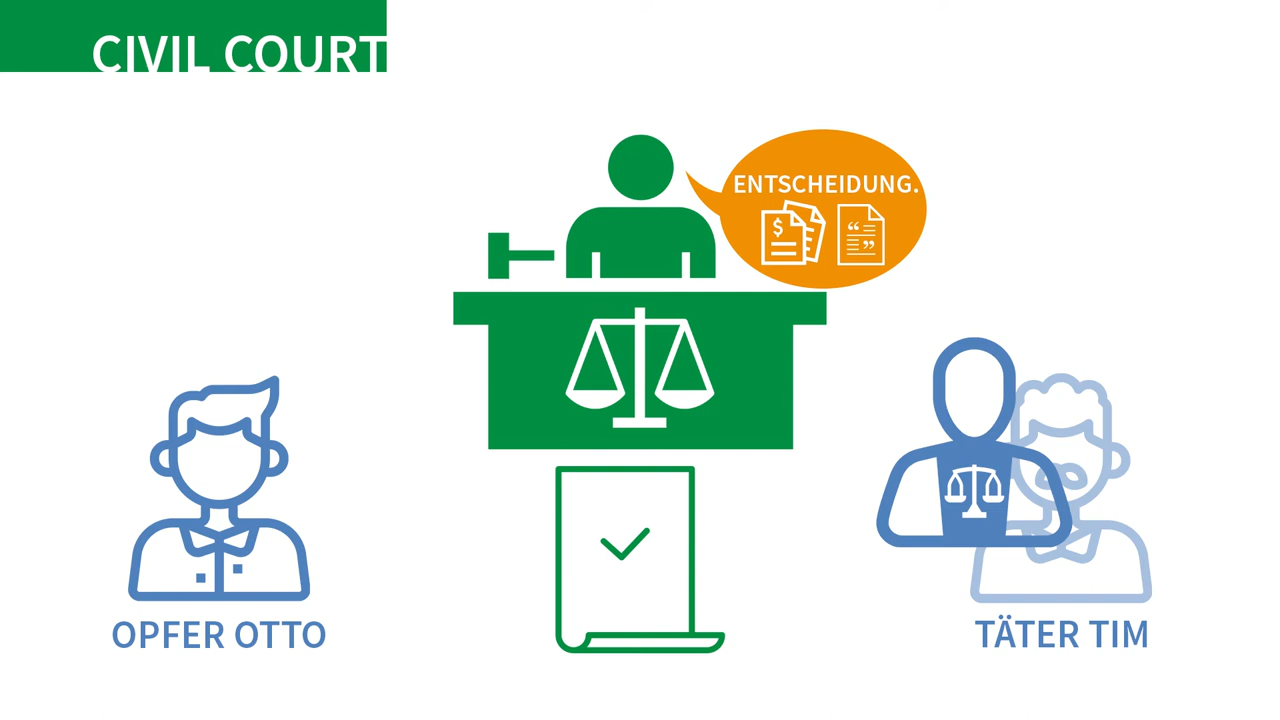 CIVIL COURT
ENTSCHEIDUNG.
$
“
”
OPFER OTTO
TÄTER TIM